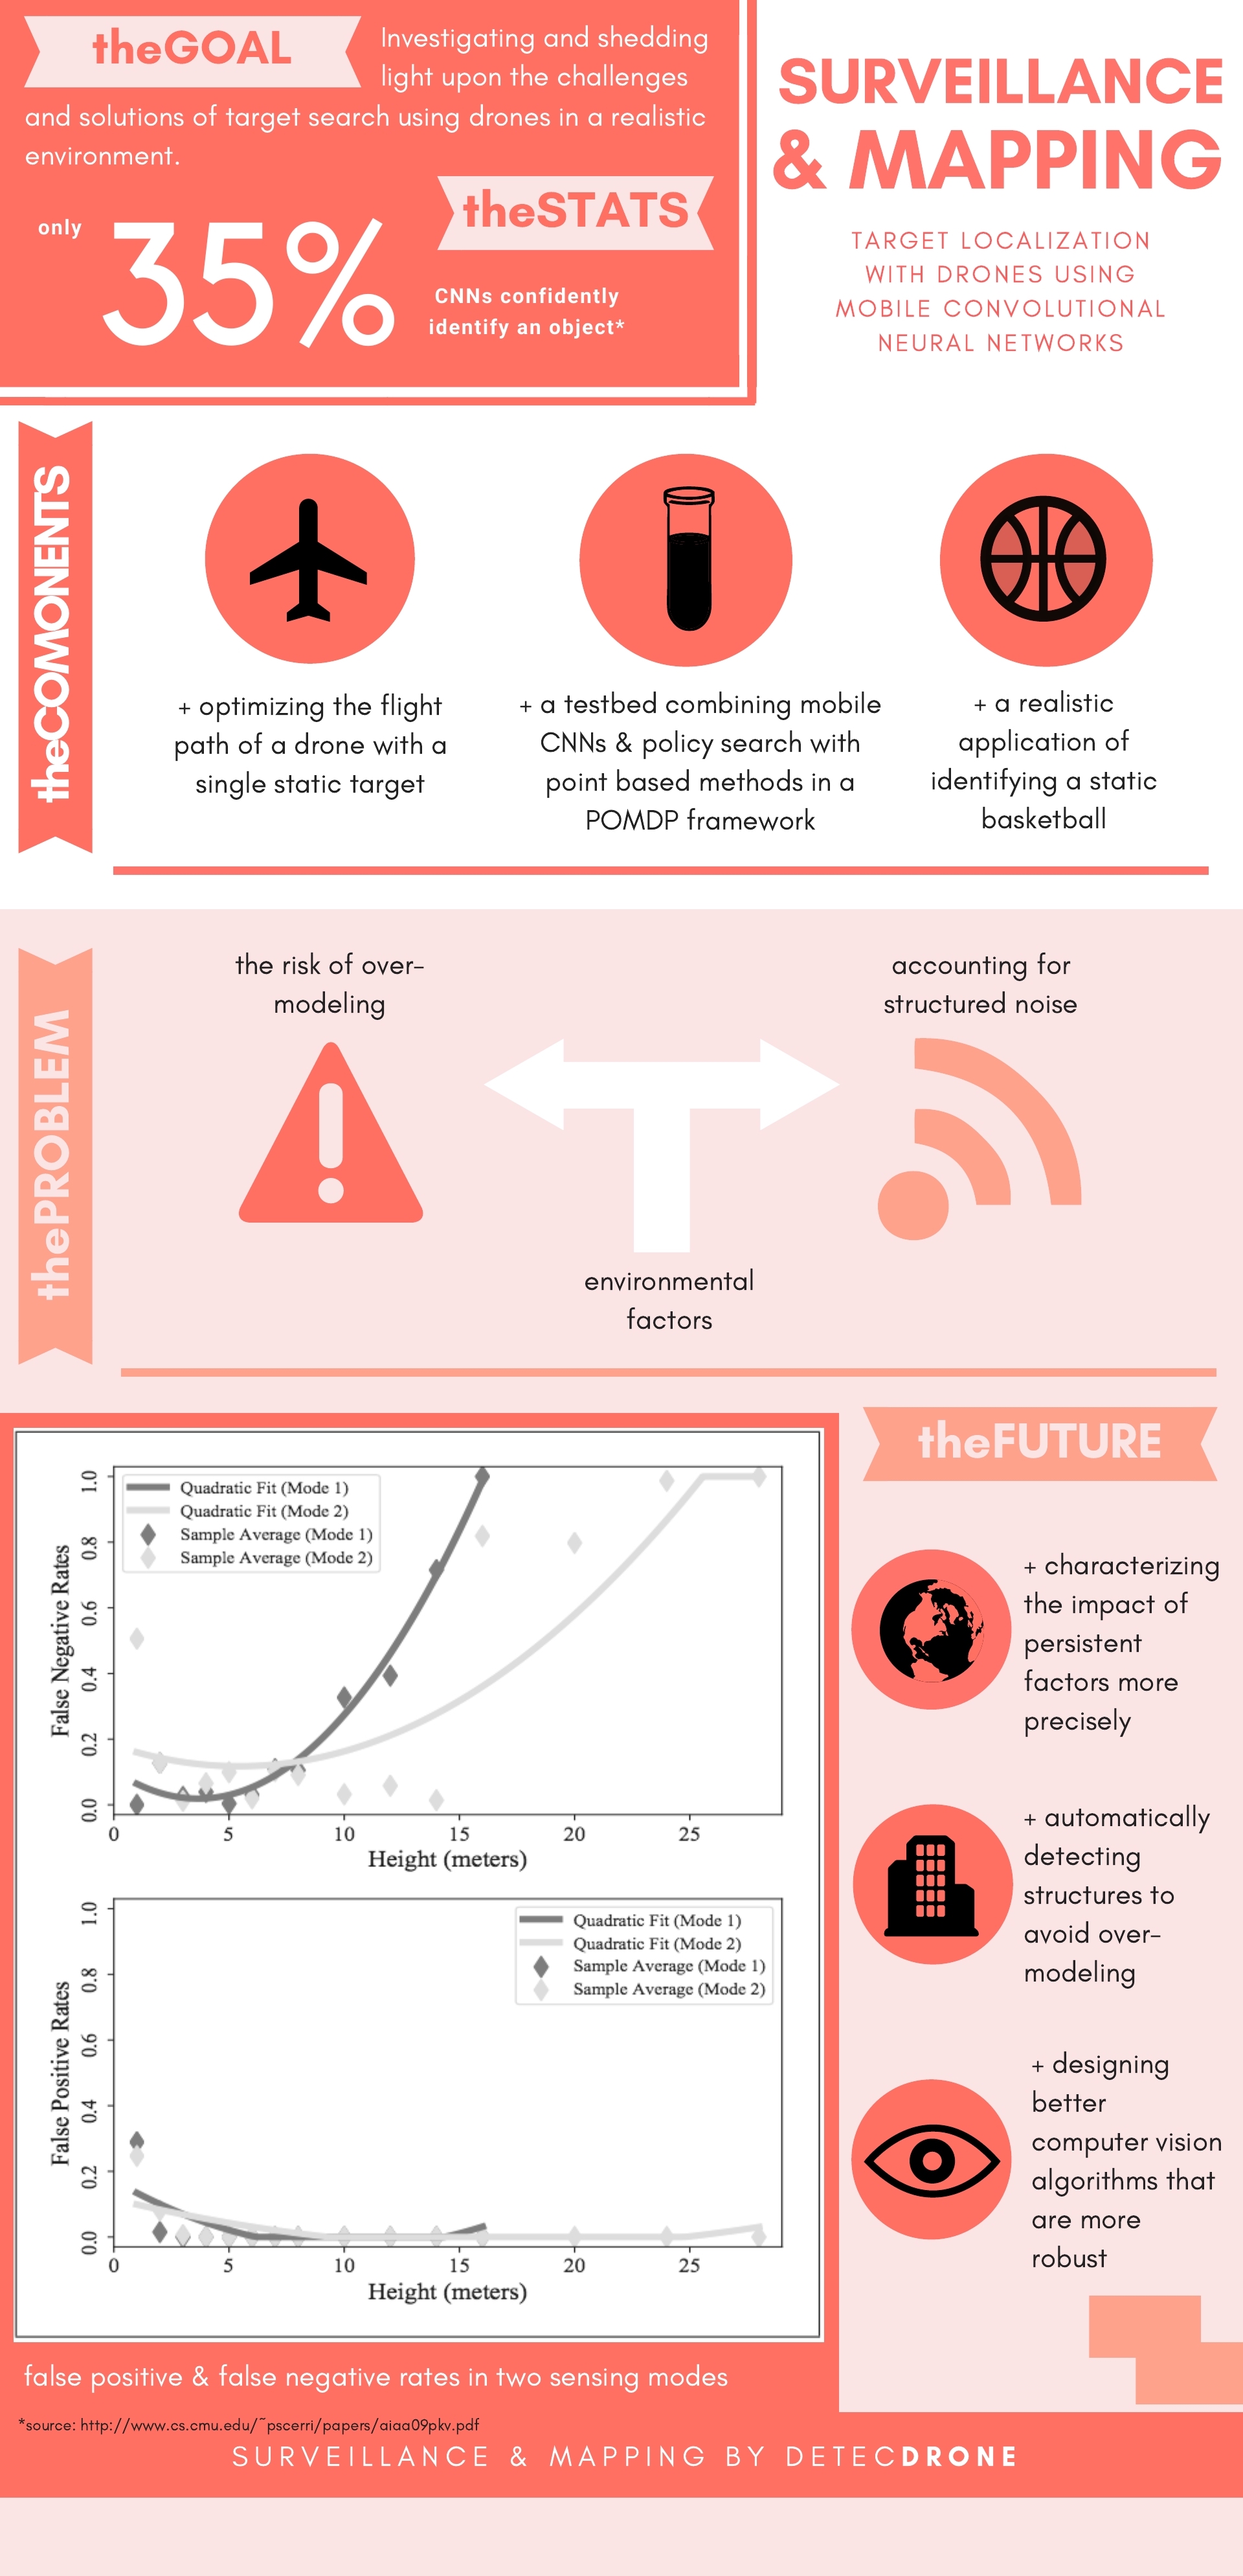 theGOAL
Investigating and shedding
light upon the challenges
and solutions of target search using drones in a realistic
environment.
theSTATS
only
35%
CNNs confidently
identify an object*
SURVEILLANCE
& MAPPING
TARGET LOCALIZATION
WITH DRONES USING
MOBILE CONVOLUTIONAL
NEURAL NETWORKS
theCOMONENTS
+ optimizing the flight
path of a drone with a
single static target
+ a testbed combining mobile
CNNs & policy search with
point based methods in a
POMDP framework
+ a realistic
application of
identifying a static
basketball
thePROBLEM
the risk of over-
modeling
accounting for
structured noise
environmental
factors
False Negative Rates
1.0
0.8
0.6
0.4
0.2
0.0
Quadratic Fit (Mode 1)
Quadratic Fit (Mode 2)
Sample Average (Mode 1)
Sample Average (Mode 2)
0 5 10 15 20 25
Height (meters)
False Positive Rates
1.0
0.8
0.6
0.4
0.2
0.0
Quadratic Fit (Mode 1)
Quadratic Fit (Mode 2)
Sample Average (Mode 1)
Sample Average (Mode 2)
0 5 10 15 20 25
Height (meters)
false positive & false negative rates in two sensing modes
theFUTURE
+ characterizing
the impact of
persistent
factors more
precisely
+ automatically
detecting
structures to
avoid over-
modeling
+ designing
better
computer vision
algorithms that
are more
robust
*source: http://www.cs.cmu.edu/~pscerri/papers/aiaa09pkv.pdf
SURVEILLANCE & MAPPING BY DETECDRONE